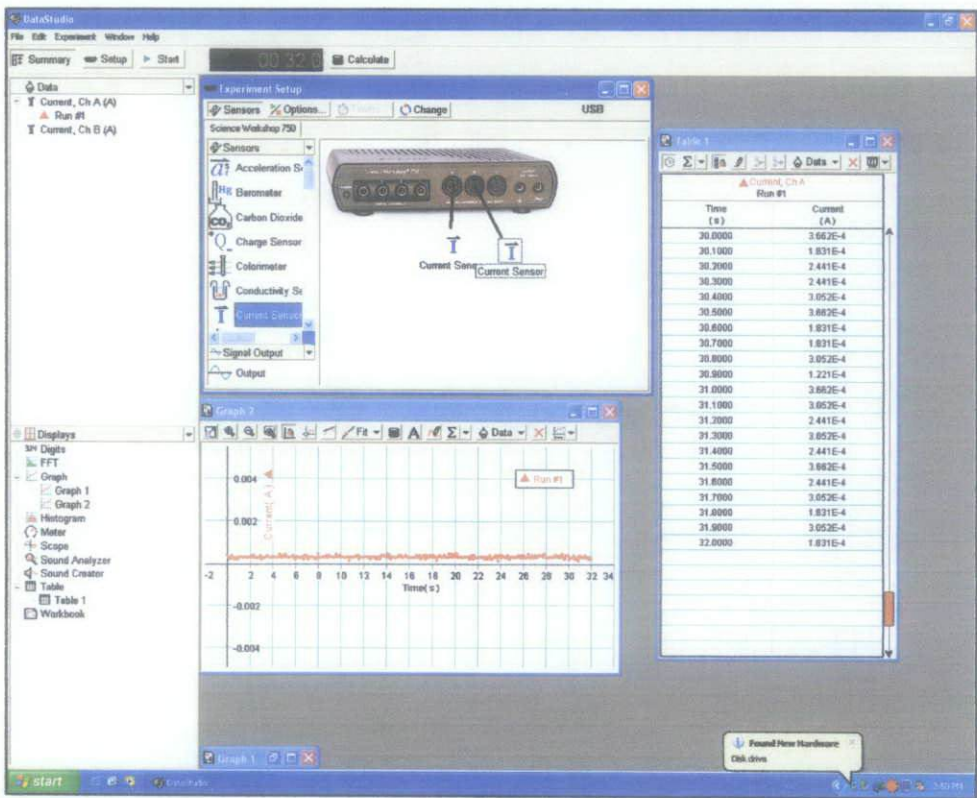 DataStudio
File Edit Experiment Window Help
Summary Setup Start
00:32.0
Calculate
Data
Current, Ch A (A)
Run #1
Current, Ch B (A)
Displays
Digits
FFT
Graph
Graph 1
Graph 2
Histogram
Meter
Scope
Sound Analyzer
Sound Creator
Table
Table 1
Workbook
Experiment Setup
Sensors Options... Change USB
Science Workshop 750
Sensors
Acceleration S
Hg Barometer
CO₂ Carbon Dioxide
Q Charge Sensor
Colorimeter
Conductivity Se
I Current Sensor
Signal Output
Output
I I
Current Sens
Current Sensor
Graph 2
Fit A Σ Data
Run #1
Current( A )
0.004
0.002
-0.002
-0.004
-2 2 4 6 8 10 12 14 16 18 20 22 24 26 28 30 32 34
Time( s )
Table 1
Σ Data
Current, Ch A
Run #1
Time Current
( s ) (A)
30.0000 3.662E-4
30.1000 1.831E-4
30.2000 2.441E-4
30.3000 2.441E-4
30.4000 3.052E-4
30.5000 3.662E-4
30.6000 1.831E-4
30.7000 1.831E-4
30.8000 3.052E-4
30.9000 1.221E-4
31.0000 3.662E-4
31.1000 3.052E-4
31.2000 2.441E-4
31.3000 3.052E-4
31.4000 2.441E-4
31.5000 3.662E-4
31.6000 2.441E-4
31.7000 3.052E-4
31.8000 1.831E-4
31.9000 3.052E-4
32.0000 1.831E-4
Graph 1
Found New Hardware
Disk drive
start
DataStudio